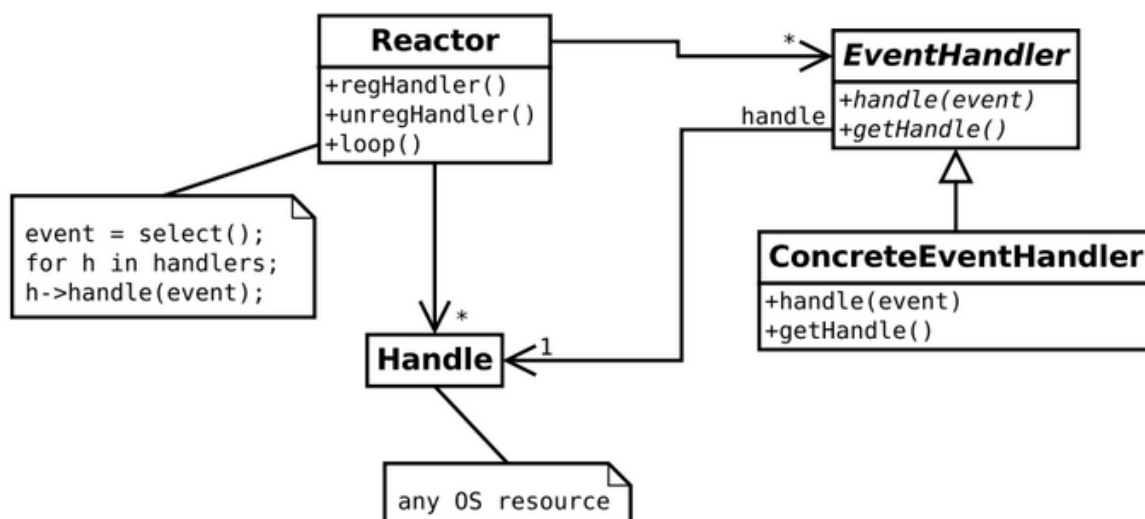 Reactor
+regHandler()
+unregHandler()
+loop()
*
EventHandler
+handle(event)
+getHandle()
handle
event = select();
for h in handlers;
h->handle(event);
ConcreteEventHandler
+handle(event)
+getHandle()
*
Handle
1
any OS resource